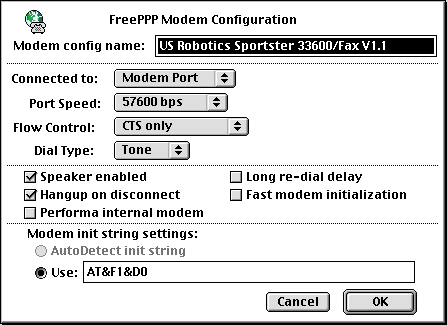 FreePPP Modem Configuration
Modem config name: US Robotics Sportster 33600/Fax V1.1
Connected to: Modem Port
Port Speed: 57600 bps
Flow Control: CTS only
Dial Type: Tone
Speaker enabled Long re-dial delay
Hangup on disconnect Fast modem initialization
Performa internal modem
Modem init string settings:
AutoDetect init string
Use: AT&F1&D0
Cancel OK